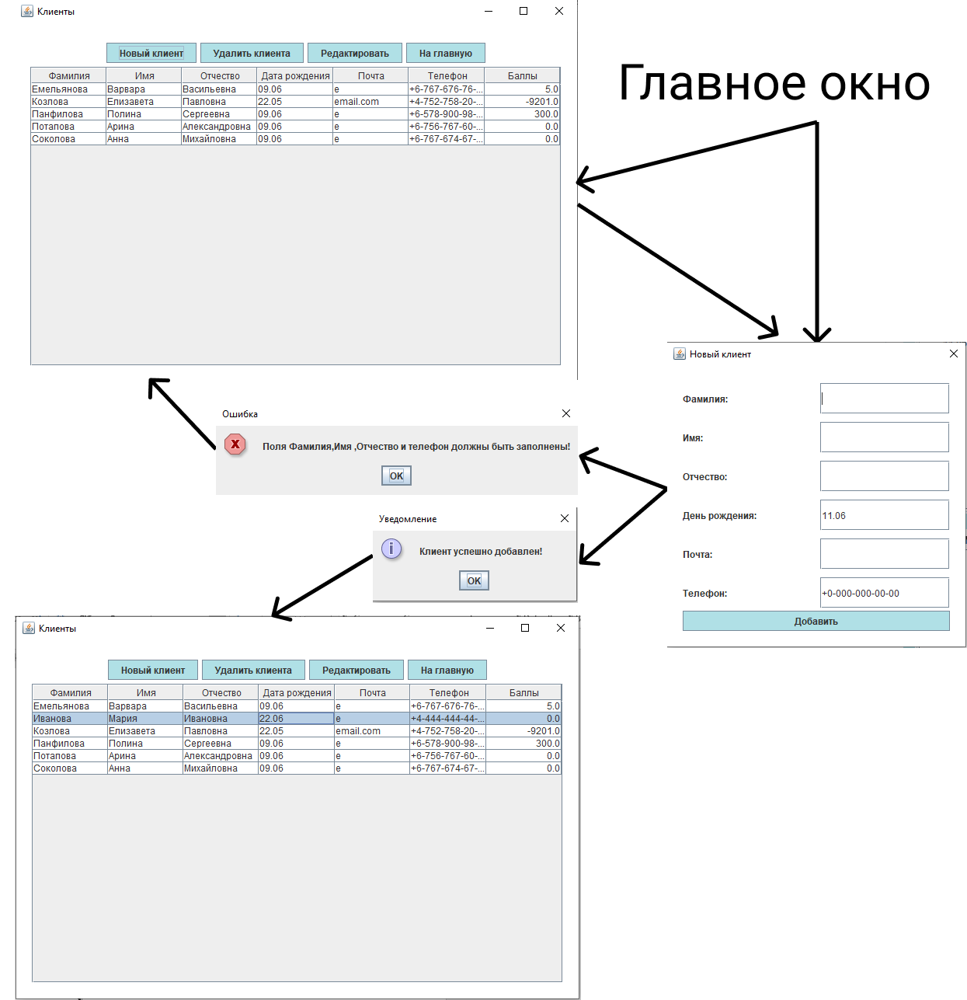 Клиенты
Новый клиент Удалить клиента Редактировать На главную
Фамилия Имя Отчество Дата рождения Почта Телефон Баллы
Емельянова Варвара Васильевна 09.06 е +6-767-676-76-... 5.0
Козлова Елизавета Павловна 22.05 email.com +4-752-758-20-... -9201.0
Панфилова Полина Сергеевна 09.06 е +6-578-900-98-... 300.0
Потапова Арина Александровна 09.06 е +6-756-767-60-... 0.0
Соколова Анна Михайловна 09.06 е +6-767-674-67-... 0.0
Главное окно
Новый клиент
Фамилия:
Имя:
Отчество:
День рождения: 11.06
Почта:
Телефон: +0-000-000-00-00
Добавить
Ошибка
Поля Фамилия,Имя ,Отчество и телефон должны быть заполнены!
OK
Уведомление
Клиент успешно добавлен!
OK
Клиенты
Новый клиент Удалить клиента Редактировать На главную
Фамилия Имя Отчество Дата рождения Почта Телефон Баллы
Емельянова Варвара Васильевна 09.06 е +6-767-676-76-... 5.0
Иванова Мария Ивановна 22.06 е +4-444-444-44-... 0.0
Козлова Елизавета Павловна 22.05 email.com +4-752-758-20-... -9201.0
Панфилова Полина Сергеевна 09.06 е +6-578-900-98-... 300.0
Потапова Арина Александровна 09.06 е +6-756-767-60-... 0.0
Соколова Анна Михайловна 09.06 е +6-767-674-67-... 0.0